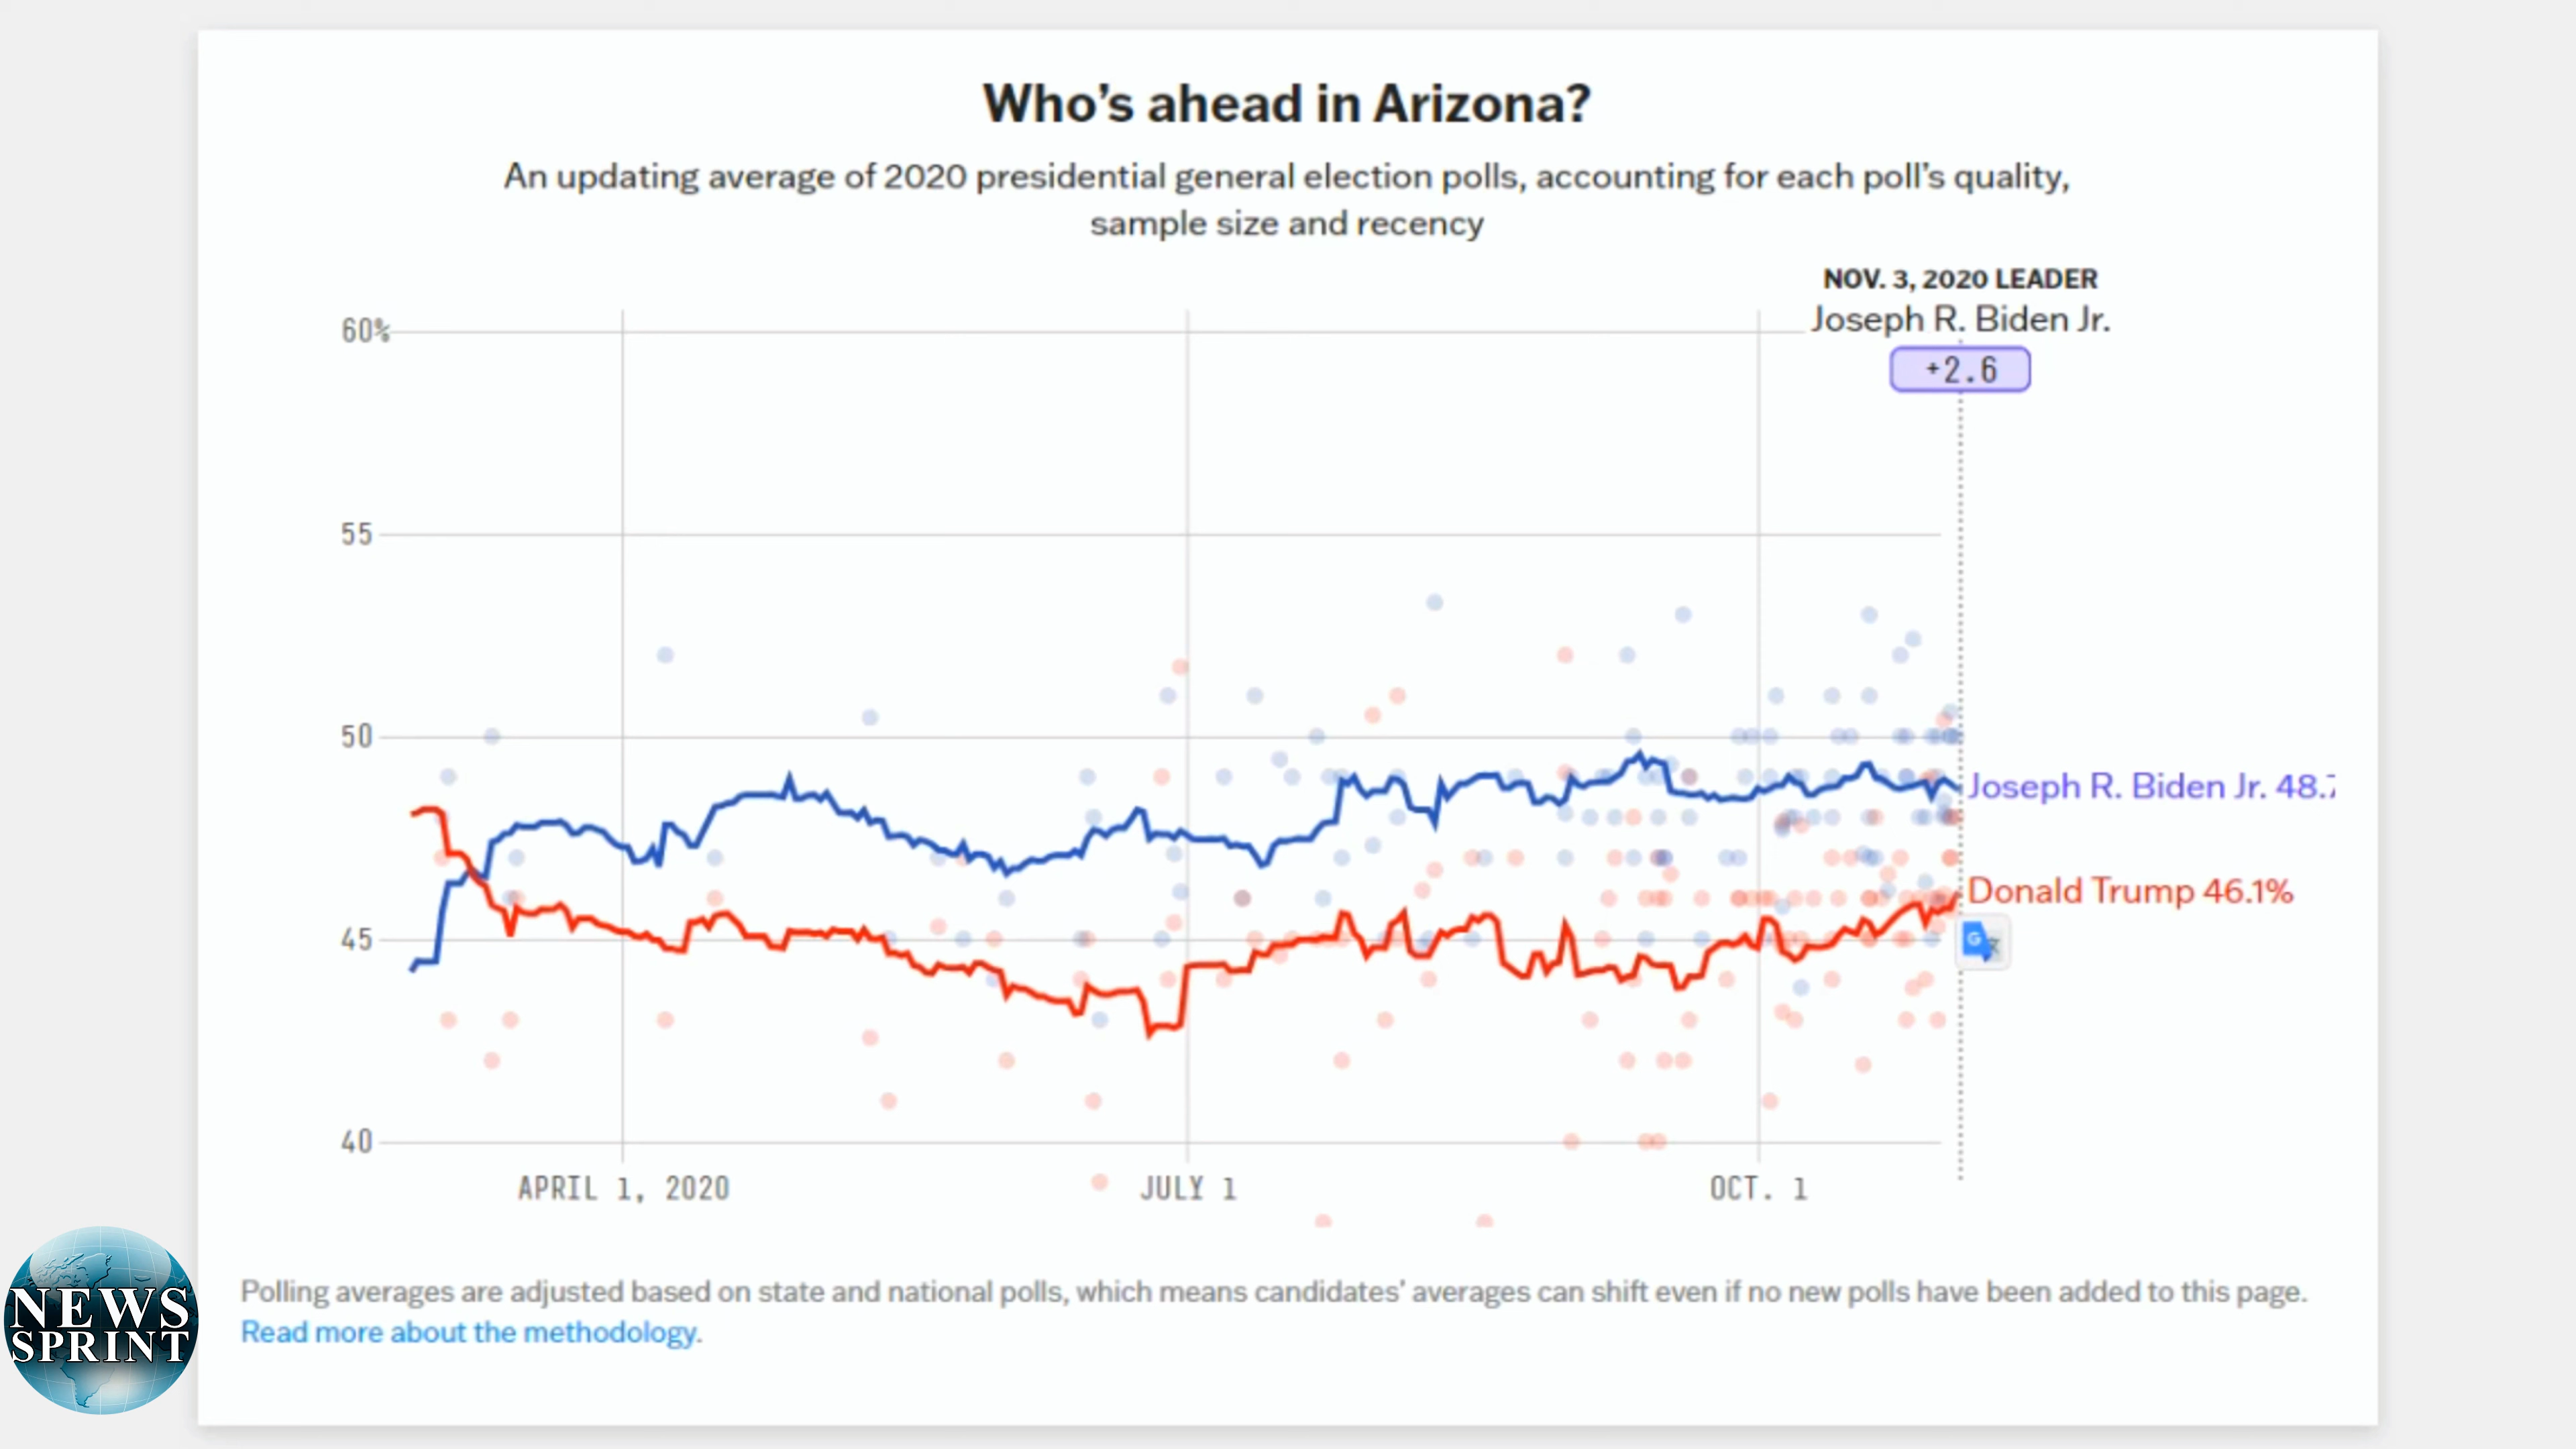 Who's ahead in Arizona?
An updating average of 2020 presidential general election polls, accounting for each poll's quality,
sample size and recency
NOV. 3, 2020 LEADER
Joseph R. Biden Jr.
+2.6
60%
55
50
45
40
Joseph R. Biden Jr. 48.7
Donald Trump 46.1%
G
APRIL 1, 2020
JULY 1
OCT. 1
Polling averages are adjusted based on state and national polls, which means candidates' averages can shift even if no new polls have been added to this page.
Read more about the methodology.
NEWS
SPRINT